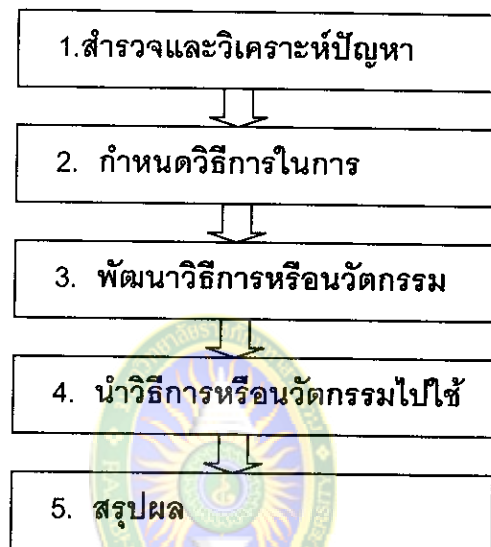 1.สำรวจและวิเคราะห์ปัญหา
2. กำหนดวิธีการในการ
3. พัฒนาวิธีการหรือนวัตกรรม
4. นำวิธีการหรือนวัตกรรมไปใช้
5. สรุปผล